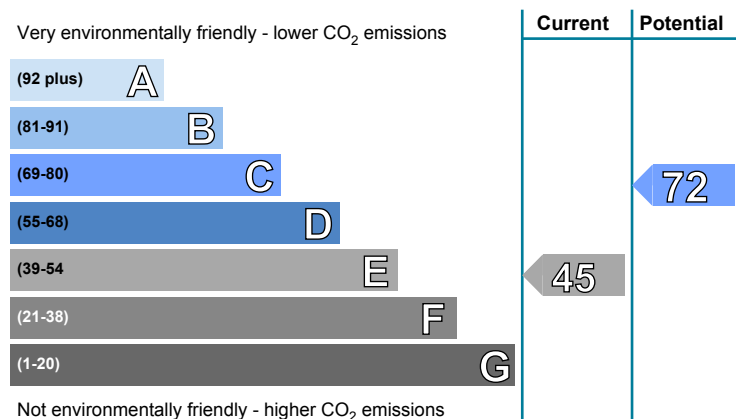 Very environmentally friendly - lower CO₂ emissions
Current
Potential
(92 plus) A
(81-91) B
(69-80) C
72
(55-68) D
(39-54 E
45
(21-38) F
(1-20) G
Not environmentally friendly - higher CO₂ emissions